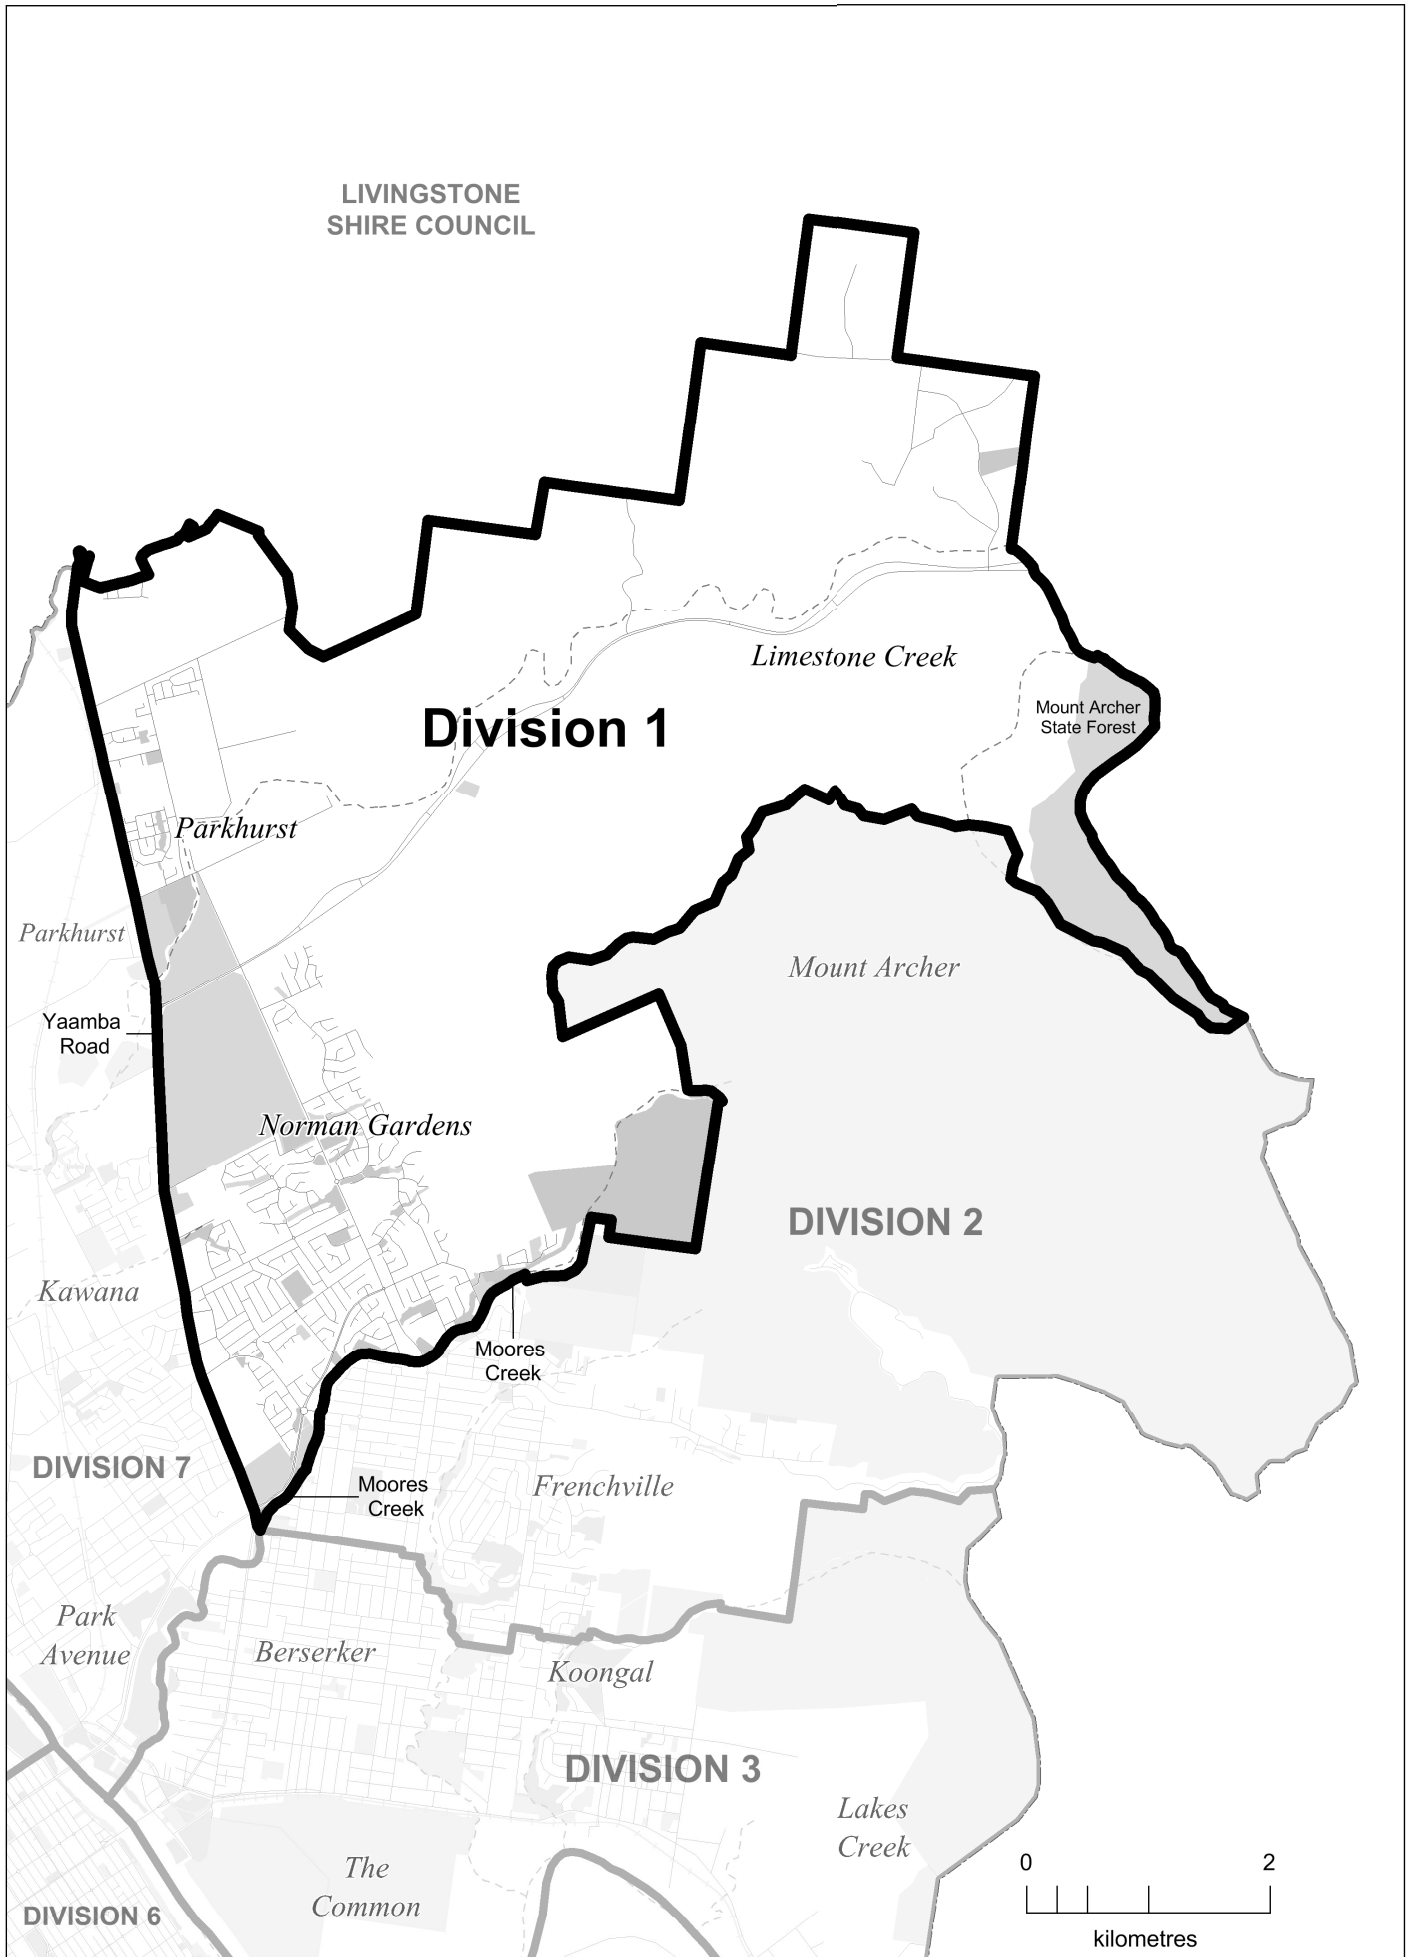 LIVINGSTONE
SHIRE COUNCIL
Limestone Creek
Mount Archer
State Forest
Division 1
Parkhurst
Parkhurst
Mount Archer
Yaamba
Road
Norman Gardens
DIVISION 2
Kawana
Moores
Creek
DIVISION 7
Moores
Creek
Frenchville
Park
Avenue
Berserker
Koongal
DIVISION 3
Lakes
Creek
The
Common
DIVISION 6
0 2
kilometres